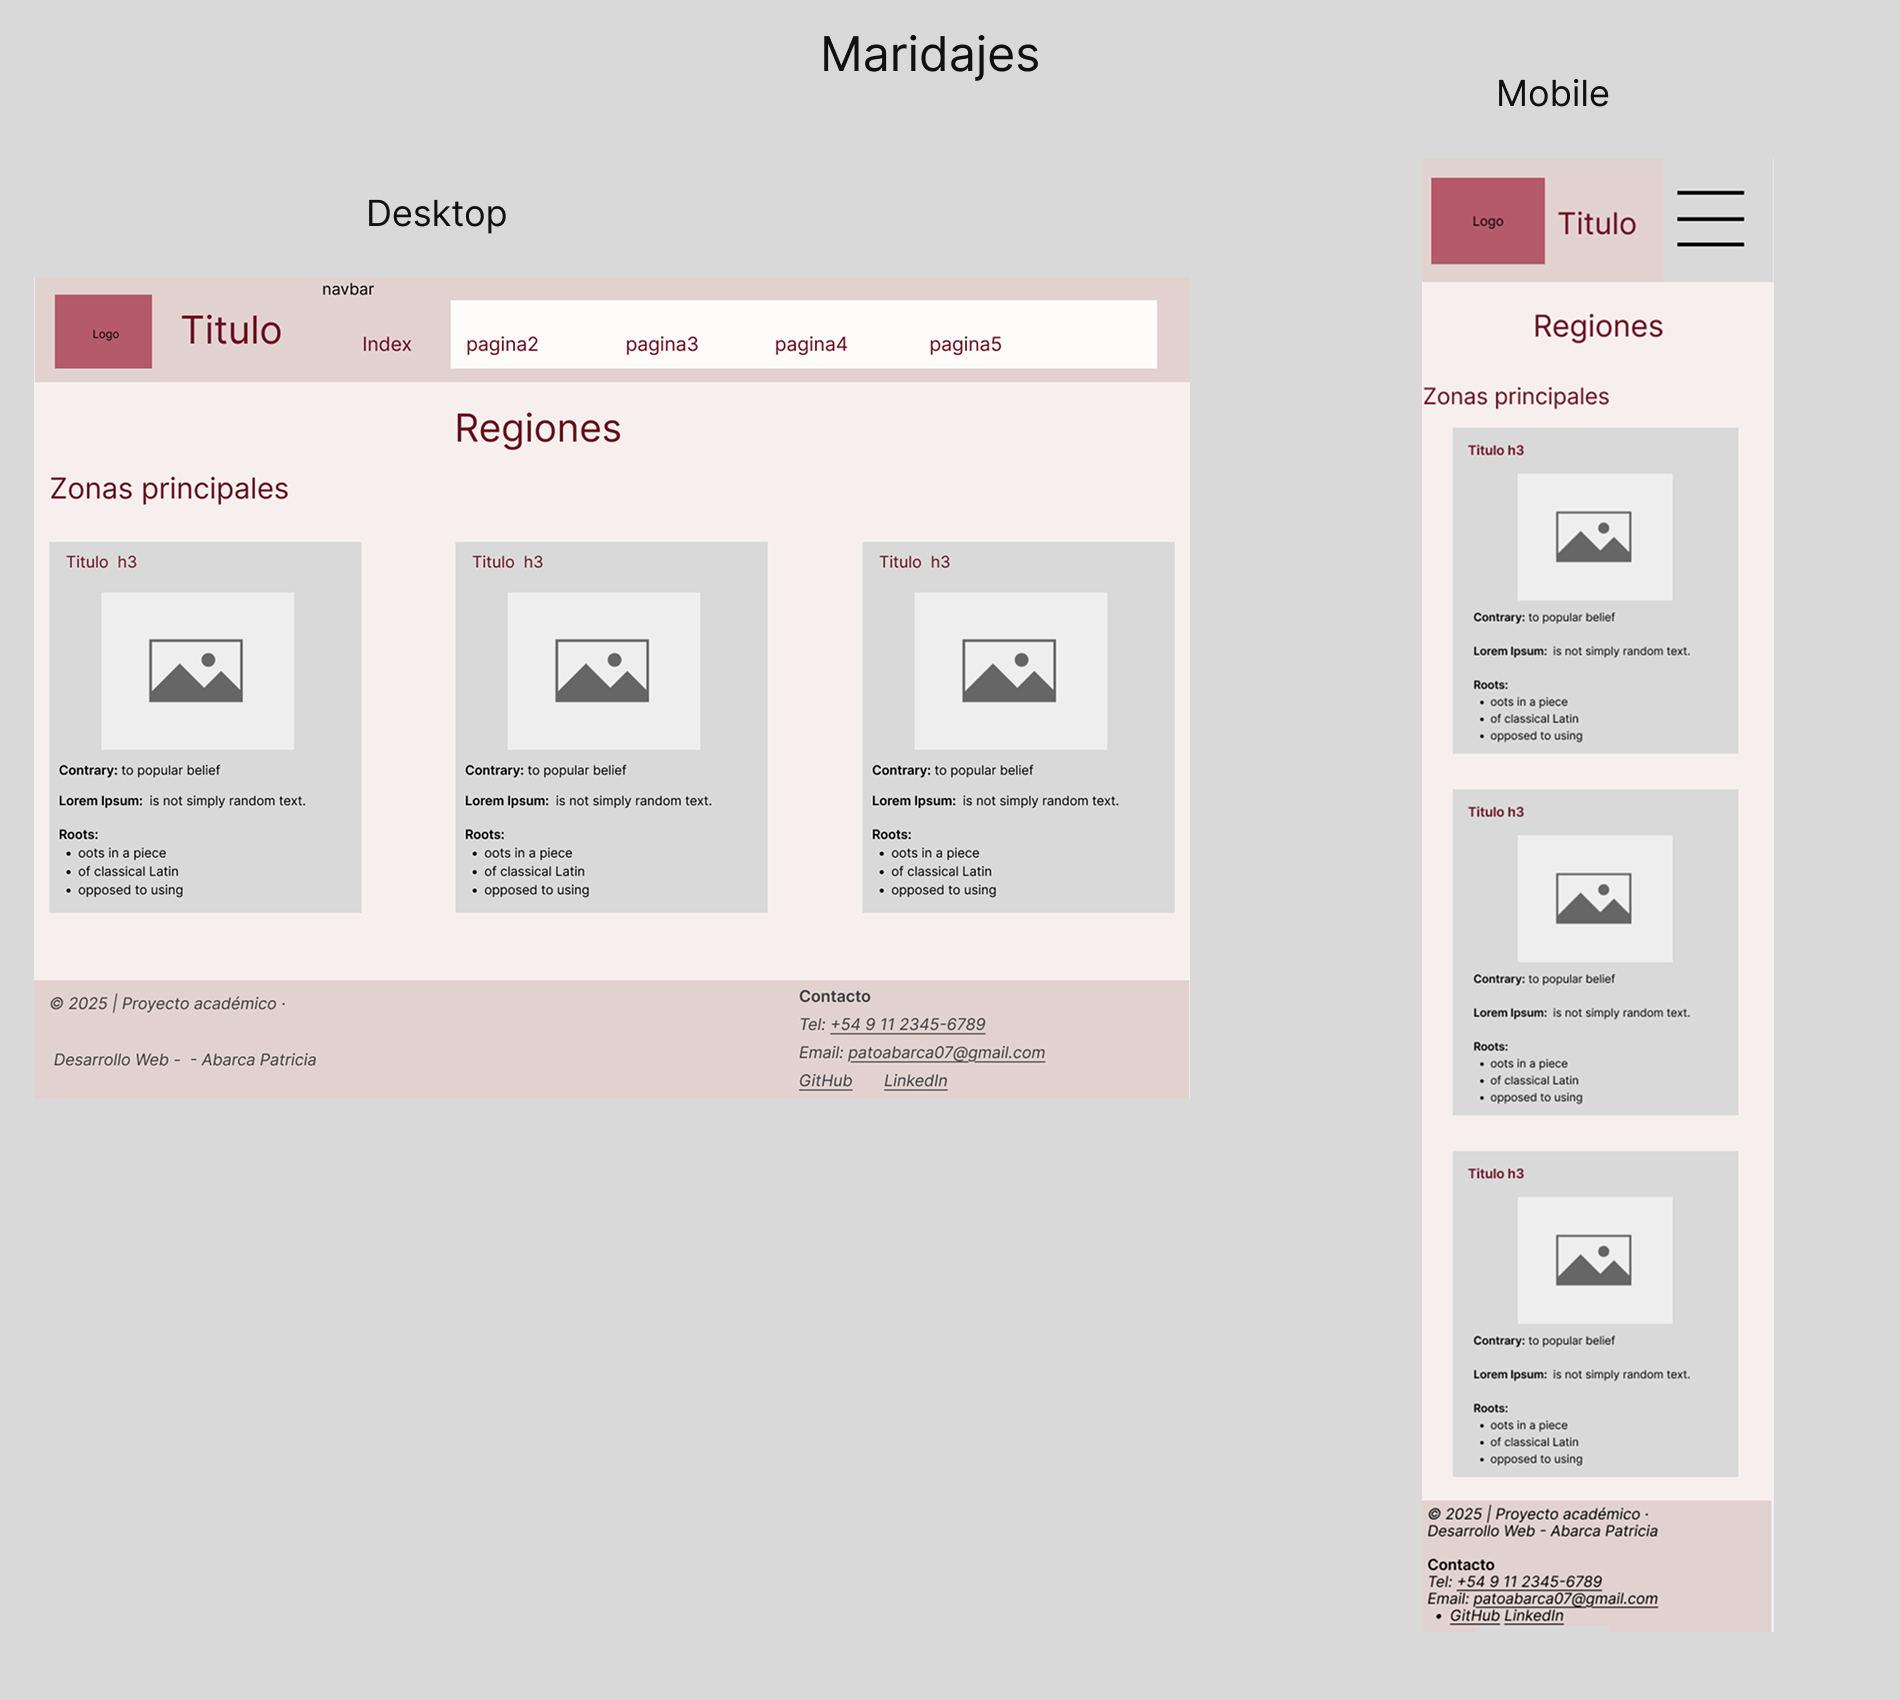 Maridajes
Mobile
Desktop
navbar
Logo
Titulo
Index
pagina2
pagina3
pagina4
pagina5
Regiones
Zonas principales
Titulo h3
Contrary: to popular belief
Lorem Ipsum: is not simply random text.
Roots:
• oots in a piece
• of classical Latin
• opposed to using
Titulo h3
Contrary: to popular belief
Lorem Ipsum: is not simply random text.
Roots:
• oots in a piece
• of classical Latin
• opposed to using
Titulo h3
Contrary: to popular belief
Lorem Ipsum: is not simply random text.
Roots:
• oots in a piece
• of classical Latin
• opposed to using
© 2025 | Proyecto académico ·
Desarrollo Web - - Abarca Patricia
Contacto
Tel: +54 9 11 2345-6789
Email: patoabarca07@gmail.com
GitHub LinkedIn
Logo
Titulo
Regiones
Zonas principales
Titulo h3
Contrary: to popular belief
Lorem Ipsum: is not simply random text.
Roots:
• oots in a piece
• of classical Latin
• opposed to using
Titulo h3
Contrary: to popular belief
Lorem Ipsum: is not simply random text.
Roots:
• oots in a piece
• of classical Latin
• opposed to using
Titulo h3
Contrary: to popular belief
Lorem Ipsum: is not simply random text.
Roots:
• oots in a piece
• of classical Latin
• opposed to using
© 2025 | Proyecto académico ·
Desarrollo Web - Abarca Patricia
Contacto
Tel: +54 9 11 2345-6789
Email: patoabarca07@gmail.com
• GitHub LinkedIn